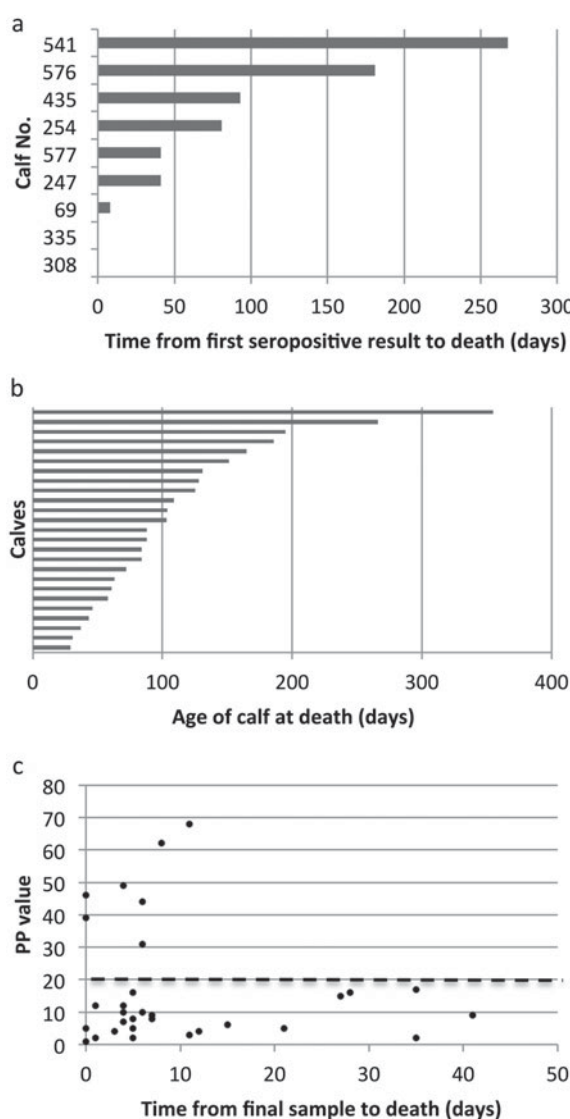 a
541
576
435
254
577
247
69
335
308
Calf No.
0 50 100 150 200 250 300
Time from first seropositive result to death (days)
b
Calves
0 100 200 300 400
Age of calf at death (days)
c
80
70
60
50
40
30
20
10
0
PP value
0 10 20 30 40 50
Time from final sample to death (days)